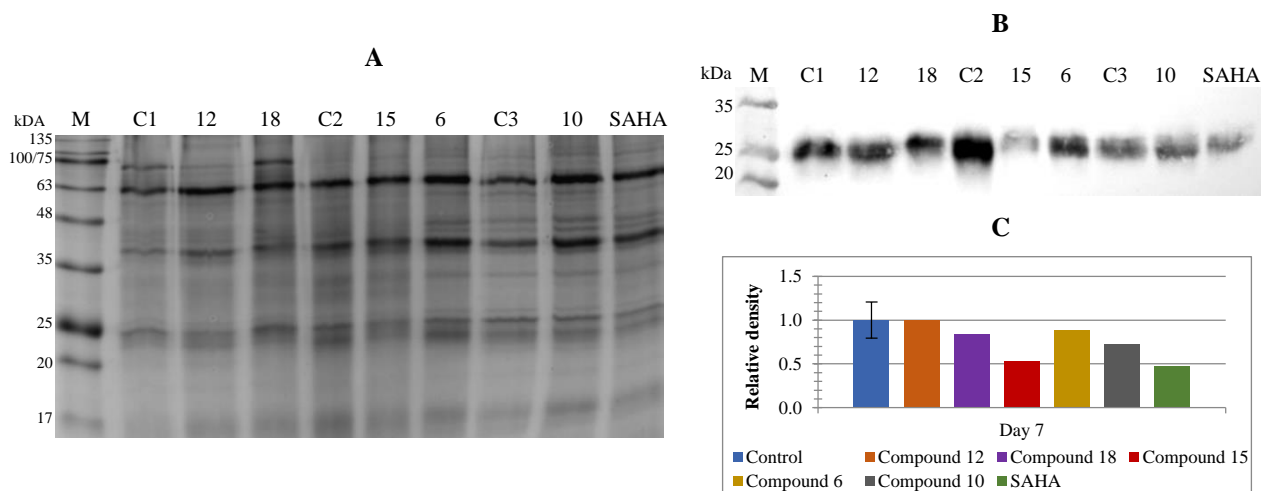 A
kDA M C1 12 18 C2 15 6 C3 10 SAHA
135
100/75
63
48
35
25
20
17
B
kDa M C1 12 18 C2 15 6 C3 10 SAHA
35
25
20
C
1.5
1.0
0.5
0.0
Relative density
Day 7
Control Compound 12 Compound 18 Compound 15
Compound 6 Compound 10 SAHA